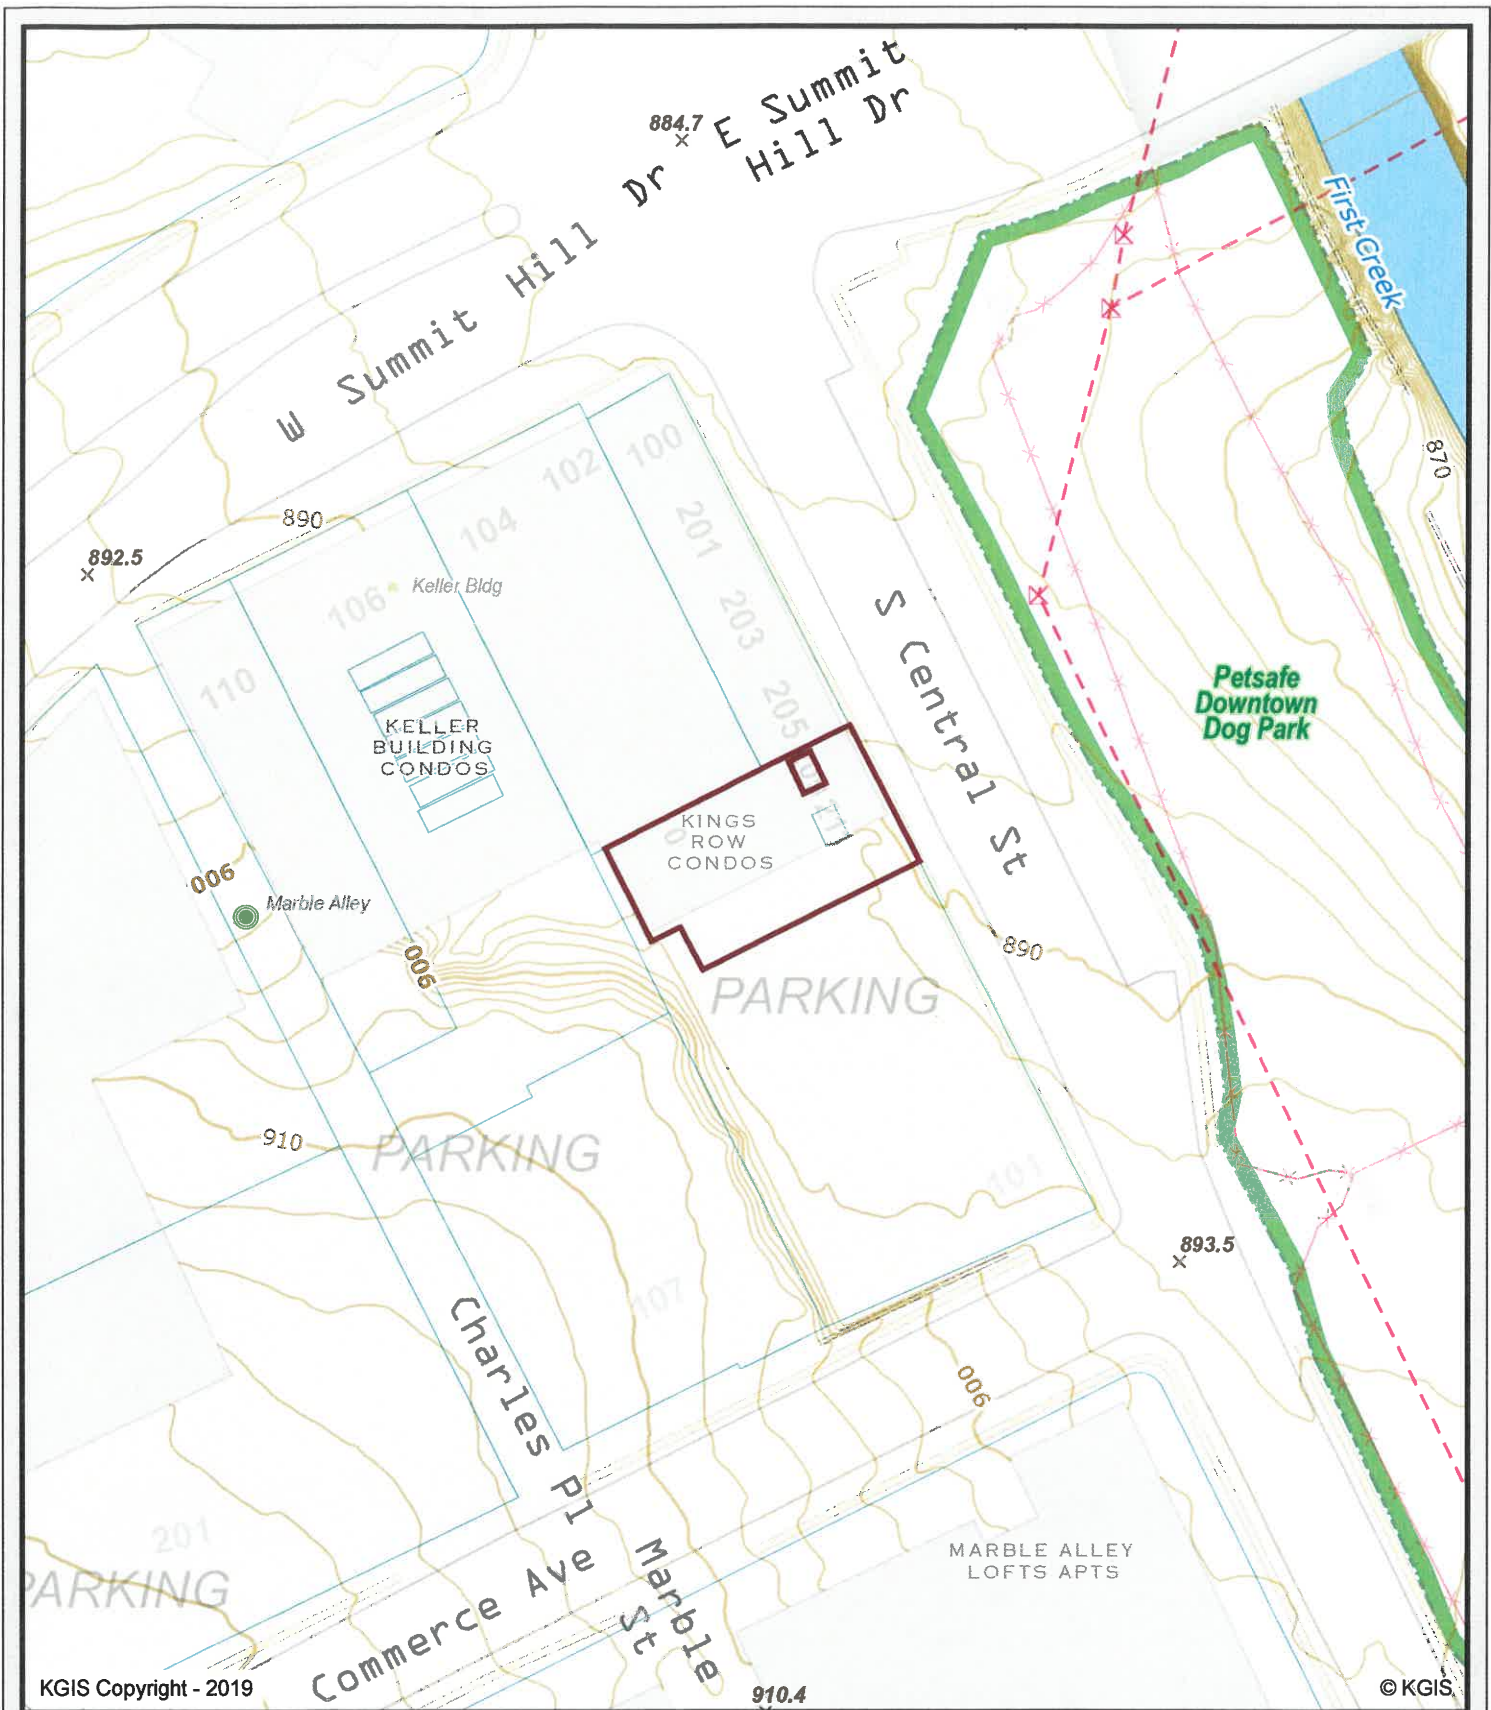 884.7
E Summit
Hill Dr
W Summit Hill Dr
First Creek
870
890
892.5
100
102
104
106
Keller Bldg
110
201
203
205
S Central St
Petsafe
Downtown
Dog Park
KELLER
BUILDING
CONDOS
KINGS
ROW
CONDOS
0
900
Marble Alley
900
890
PARKING
910
PARKING
101
893.5
107
Charles Pl
900
201
PARKING
Commerce Ave
Marble
St
MARBLE ALLEY
LOFTS APTS
KGIS Copyright - 2019
910.4
© KGIS